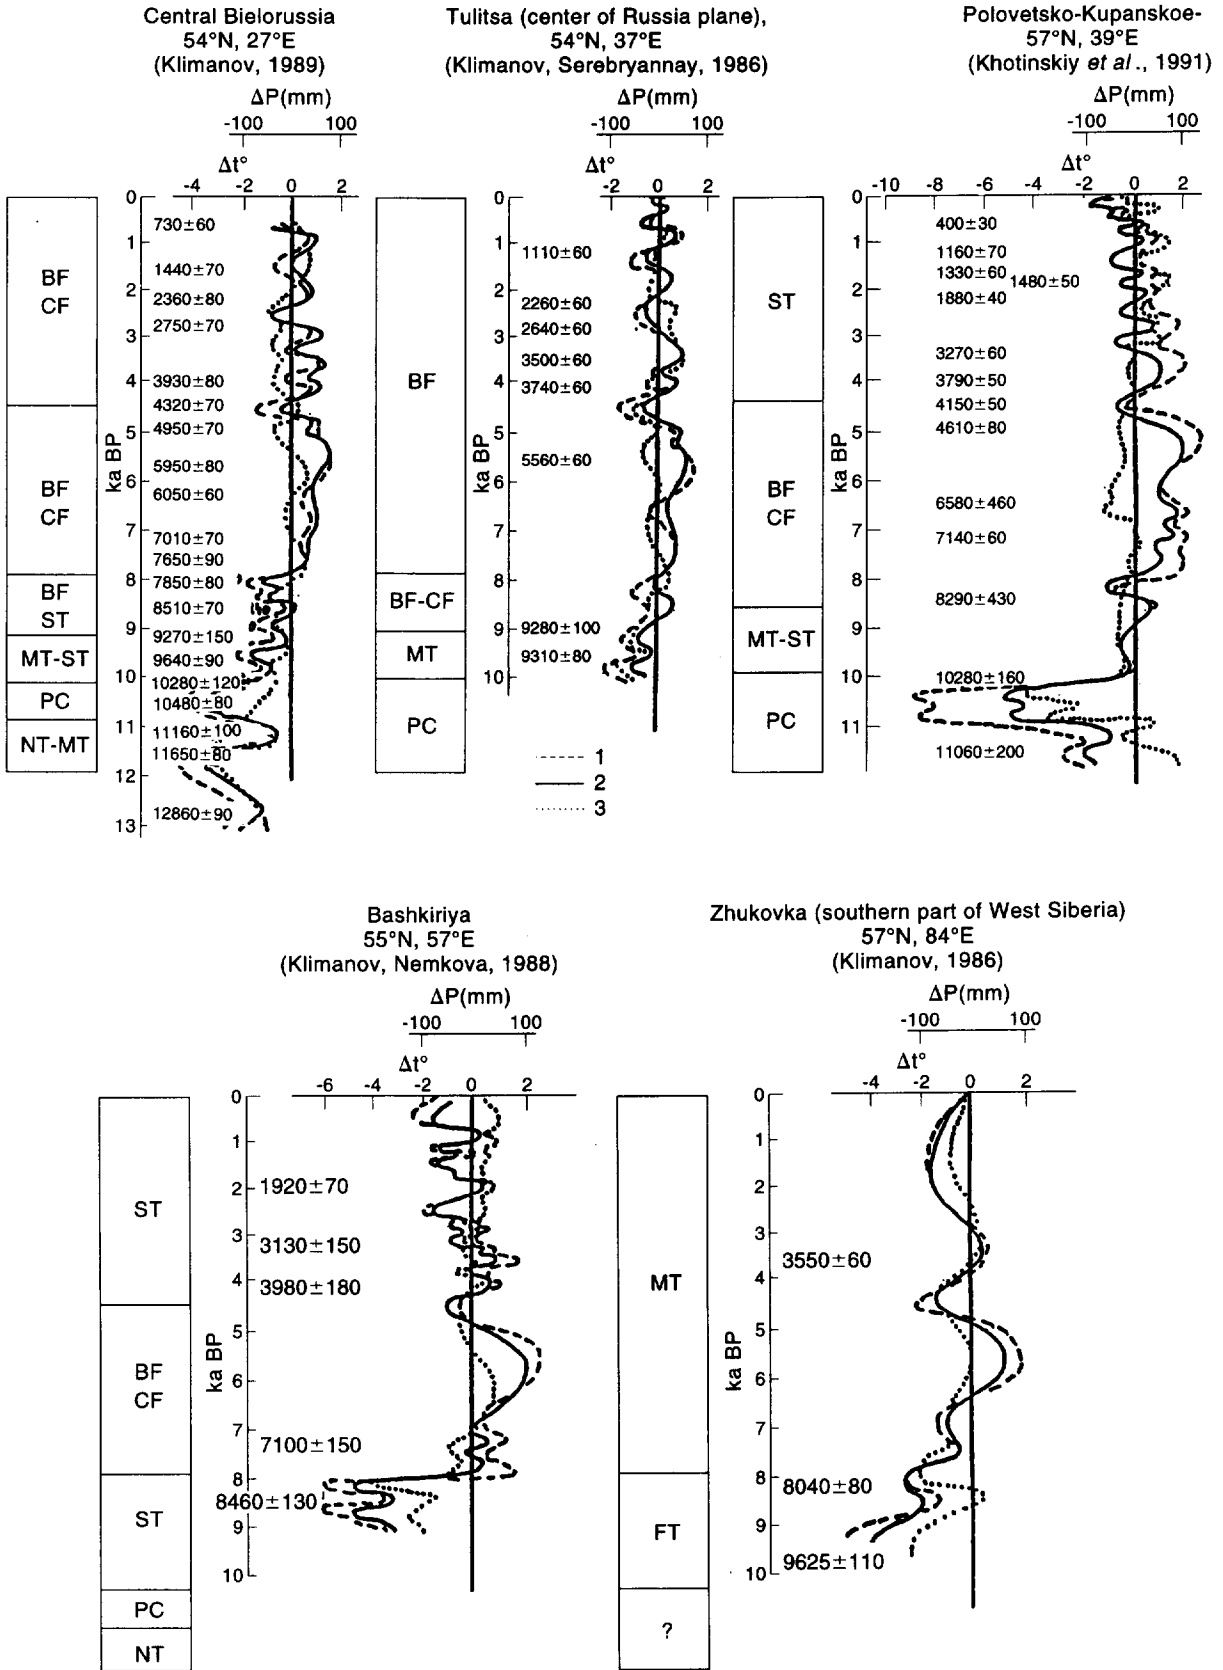 Central Bielorussia
54°N, 27°E
(Klimanov, 1989)
ΔP(mm)
-100 100
Δt°
-4 -2 0 2
BF
CF
BF
CF
BF
ST
MT-ST
PC
NT-MT
ka BP
0
1
2
3
4
5
6
7
8
9
10
11
12
13
730±60
1440±70
2360±80
2750±70
3930±80
4320±70
4950±70
5950±80
6050±60
7010±70
7650±90
7850±80
8510±70
9270±150
9640±90
10280±120
10480±80
11160±100
11650±80
12860±90
Tulitsa (center of Russia plane),
54°N, 37°E
(Klimanov, Serebryannay, 1986)
ΔP(mm)
-100 100
Δt°
-2 0 2
BF
BF-CF
MT
PC
ka BP
0
1
2
3
4
5
6
7
8
9
10
1110±60
2260±60
2640±60
3500±60
3740±60
5560±60
9280±100
9310±80
1
2
3
Polovetsko-Kupanskoe-
57°N, 39°E
(Khotinskiy et al., 1991)
ΔP(mm)
-100 100
Δt°
-10 -8 -6 -4 -2 0 2
ST
BF
CF
MT-ST
PC
ka BP
0
1
2
3
4
5
6
7
8
9
10
11
400±30
1160±70
1330±60
1480±50
1880±40
3270±60
3790±50
4150±50
4610±80
6580±460
7140±60
8290±430
10280±160
11060±200
Bashkiriya
55°N, 57°E
(Klimanov, Nemkova, 1988)
ΔP(mm)
-100 100
Δt°
-6 -4 -2 0 2
ST
BF
CF
ST
PC
NT
ka BP
0
1
2
3
4
5
6
7
8
9
10
1920±70
3130±150
3980±180
7100±150
8460±130
Zhukovka (southern part of West Siberia)
57°N, 84°E
(Klimanov, 1986)
ΔP(mm)
-100 100
Δt°
-4 -2 0 2
MT
FT
?
ka BP
0
1
2
3
4
5
6
7
8
9
10
3550±60
8040±80
9625±110